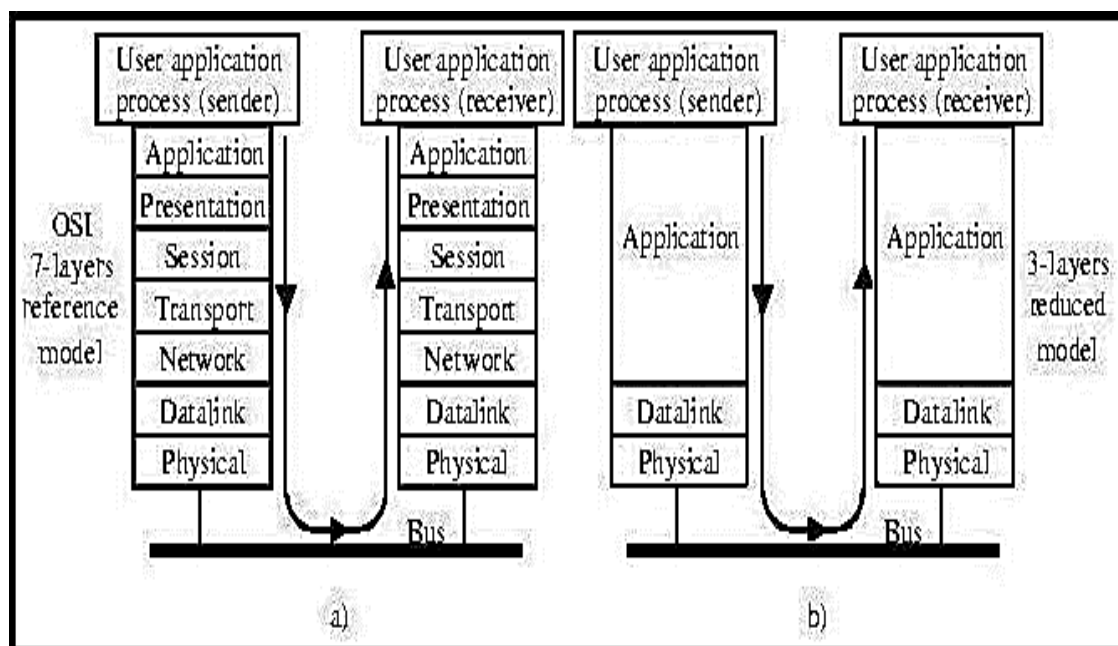 User application
process (sender)
Application
Presentation
Session
Transport
Network
Datalink
Physical
OSI
7-layers
reference
model
User application
process (receiver)
Application
Presentation
Session
Transport
Network
Datalink
Physical
Bus
a)
User application
process (sender)
Application
Datalink
Physical
User application
process (receiver)
Application
Datalink
Physical
3-layers
reduced
model
Bus
b)